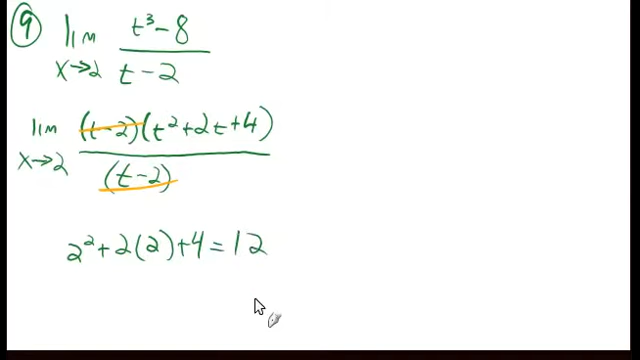 9 lim x→2 (t³ − 8)/(t − 2)
lim x→2 (t−2)(t² + 2t + 4)/(t−2)
2² + 2(2) + 4 = 12